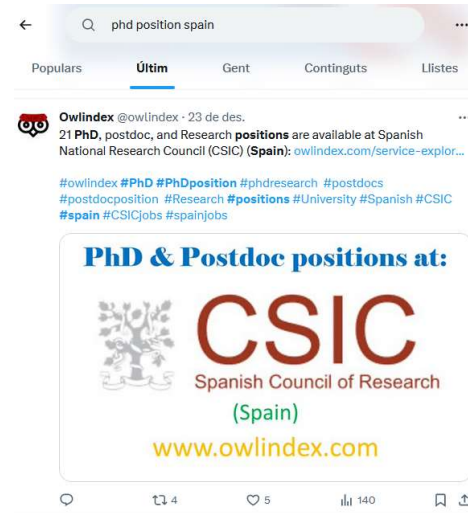 phd position spain
Populars Últim Gent Continguts Llistes
Owlindex @owlindex · 23 de des.
21 PhD, postdoc, and Research positions are available at Spanish
National Research Council (CSIC) (Spain): owlindex.com/service-explor...
#owlindex #PhD #PhDposition #phdresearch #postdocs
#postdocposition #Research #positions #University #Spanish #CSIC
#spain #CSICjobs #spainjobs
PhD & Postdoc positions at:
CSIC
Spanish Council of Research
(Spain)
www.owlindex.com
4 5 140